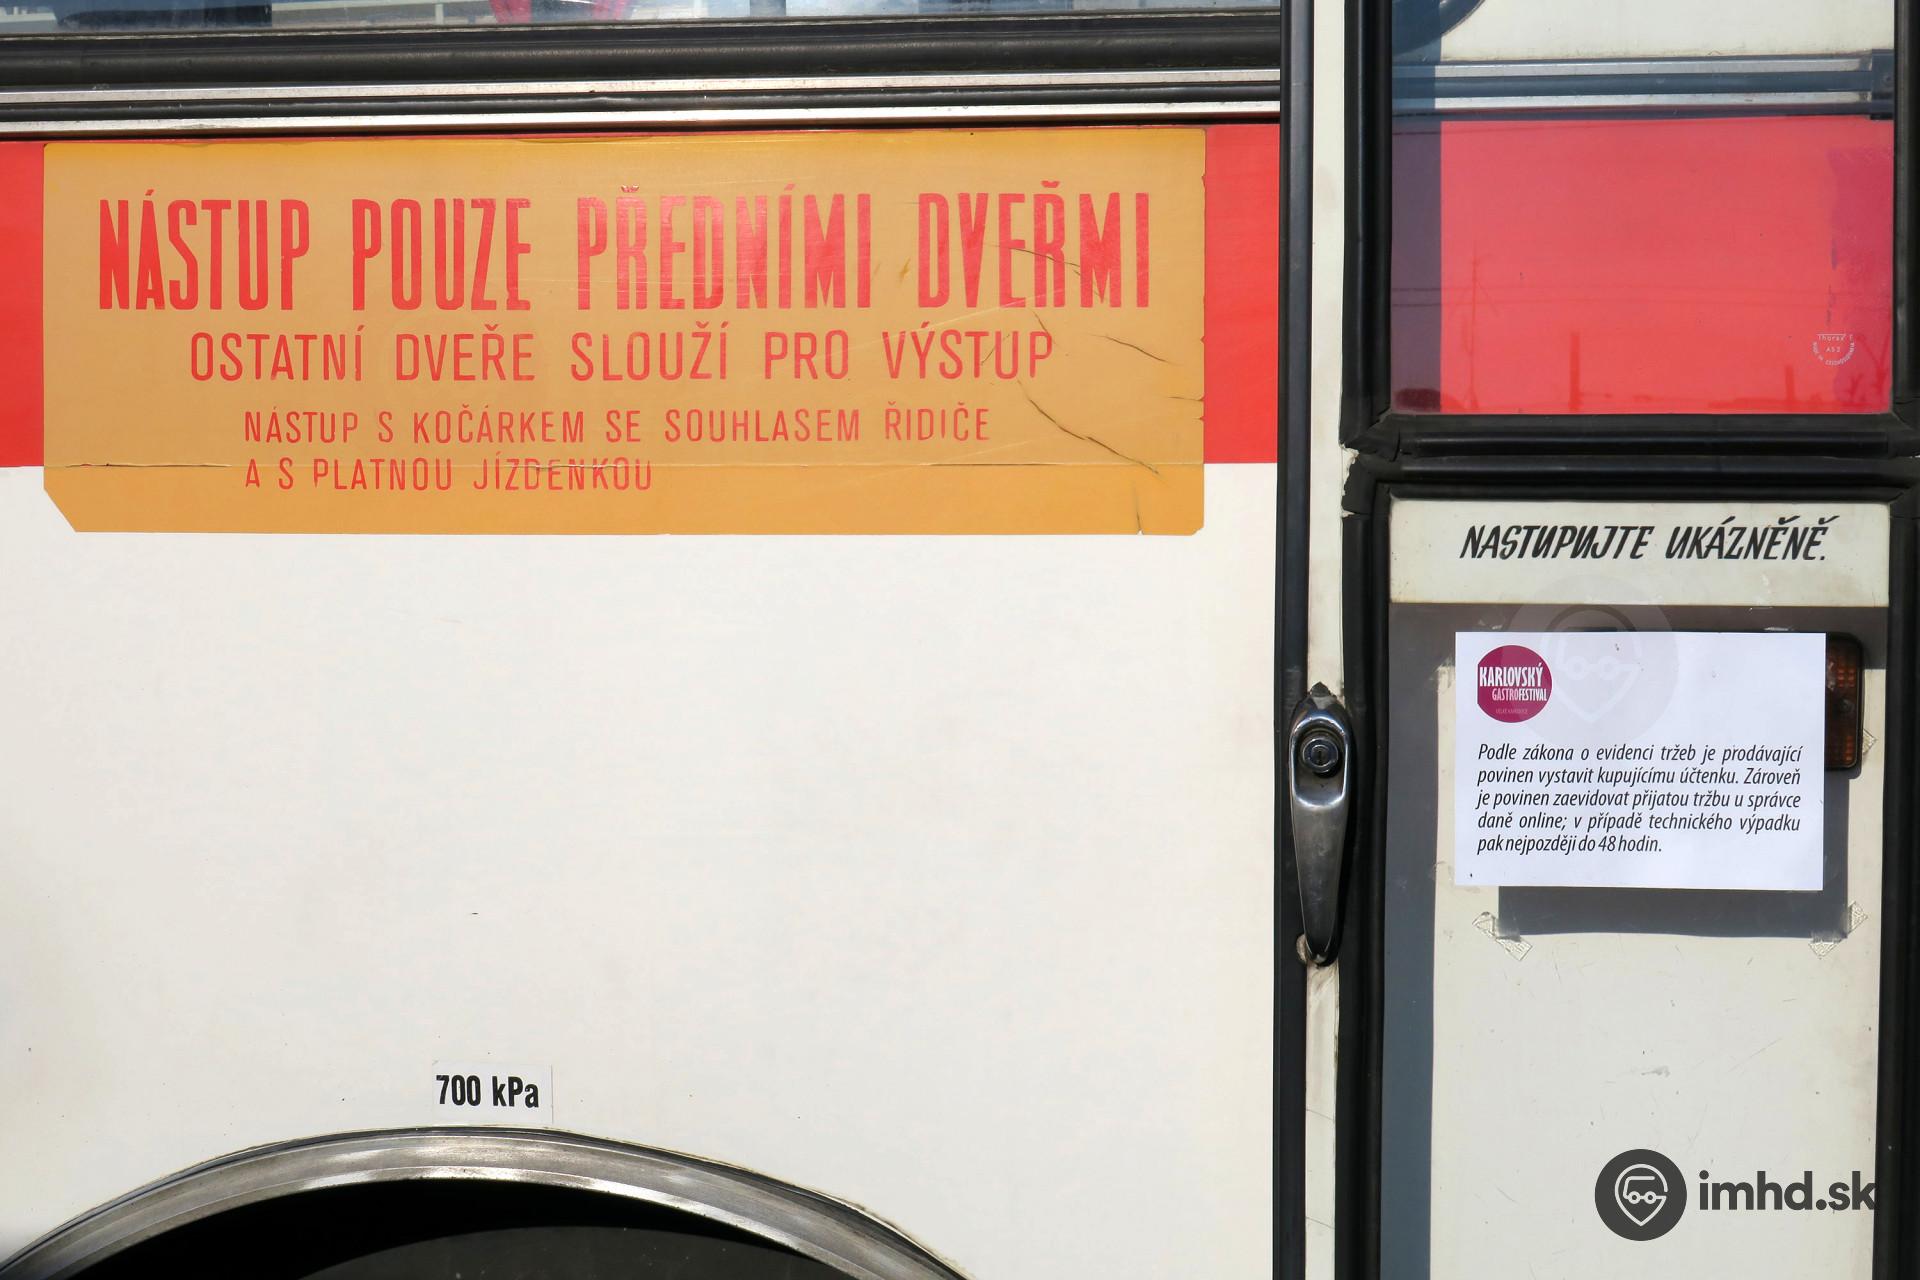 NÁSTUP POUZE PŘEDNÍMI DVEŘMI
OSTATNÍ DVEŘE SLOUŽÍ PRO VÝSTUP
NÁSTUP S KOČÁRKEM SE SOUHLASEM ŘIDIČE
A S PLATNOU JÍZDENKOU
NASTUPUJTE UKÁZNĚNĚ.
KARLOVSKÝ
GASTROFESTIVAL
Podle zákona o evidenci tržeb je prodávající
povinen vystavit kupujícímu účtenku. Zároveň
je povinen zaevidovat přijatou tržbu u správce
daně online; v případě technického výpadku
pak nejpozději do 48 hodin.
700 kPa
imhd.sk